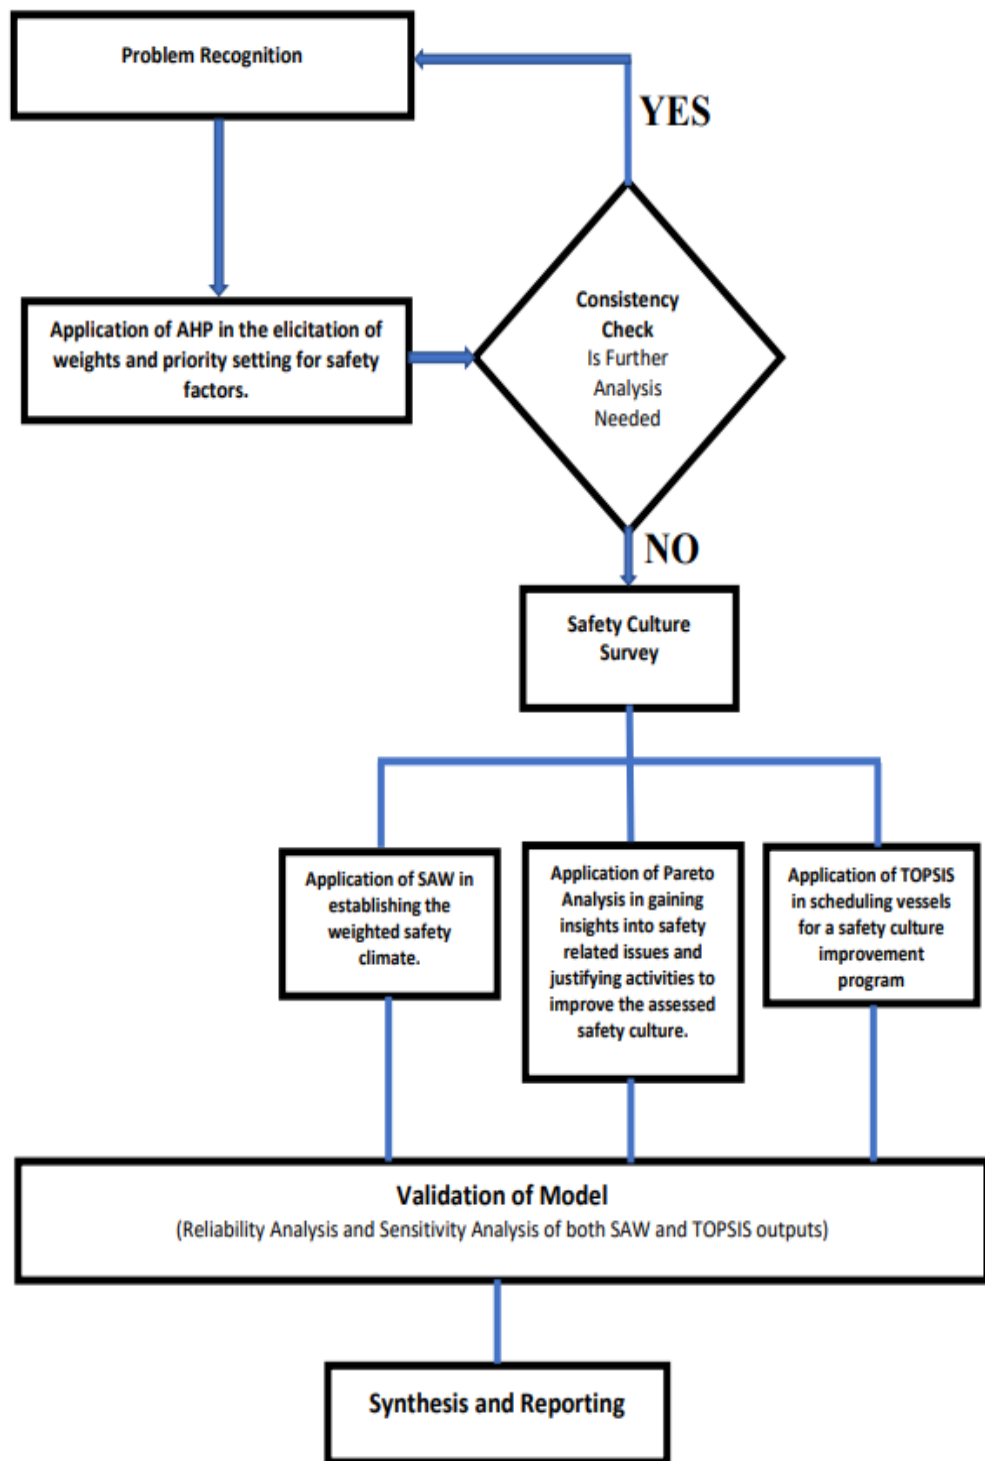 Problem Recognition
YES
Application of AHP in the elicitation of
weights and priority setting for safety
factors.
Consistency
Check
Is Further
Analysis
Needed
NO
Safety Culture
Survey
Application of SAW in
establishing the
weighted safety
climate.
Application of Pareto
Analysis in gaining
insights into safety
related issues and
justifying activities to
improve the assessed
safety culture.
Application of TOPSIS
in scheduling vessels
for a safety culture
improvement
program
Validation of Model
(Reliability Analysis and Sensitivity Analysis of both SAW and TOPSIS outputs)
Synthesis and Reporting